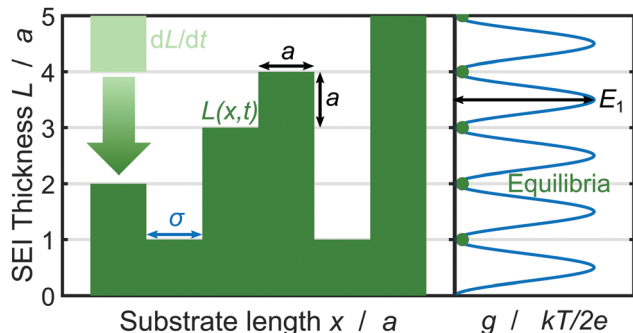 SEI Thickness L / a
5
4
3
2
1
0
dL/dt
L(x,t)
a
a
σ
E1
Equilibria
Substrate length x / a
g / kT/2e